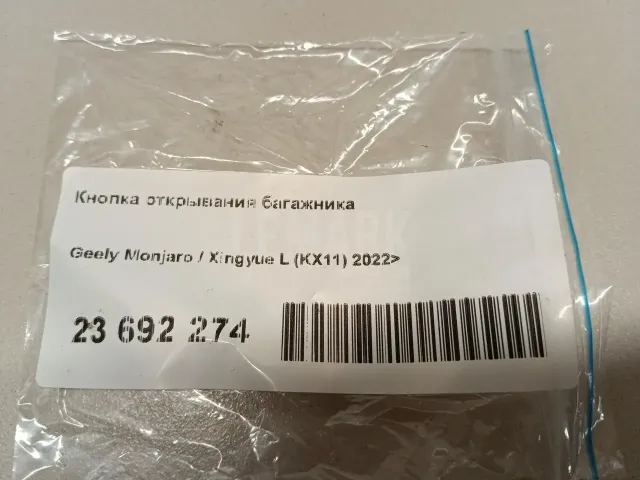 Кнопка открывания багажника
Geely Monjaro / Xingyue L (KX11) 2022>
23 692 274